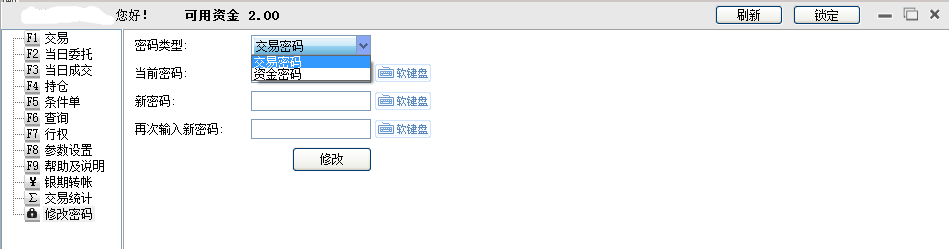 您好! 可用资金 2.00 刷新 锁定
F1 交易
F2 当日委托
F3 当日成交
F4 持仓
F5 条件单
F6 查询
F7 行权
F8 参数设置
F9 帮助及说明
¥ 银期转帐
Σ 交易统计
修改密码
密码类型: 交易密码
交易密码
资金密码
当前密码: 软键盘
新密码: 软键盘
再次输入新密码: 软键盘
修改